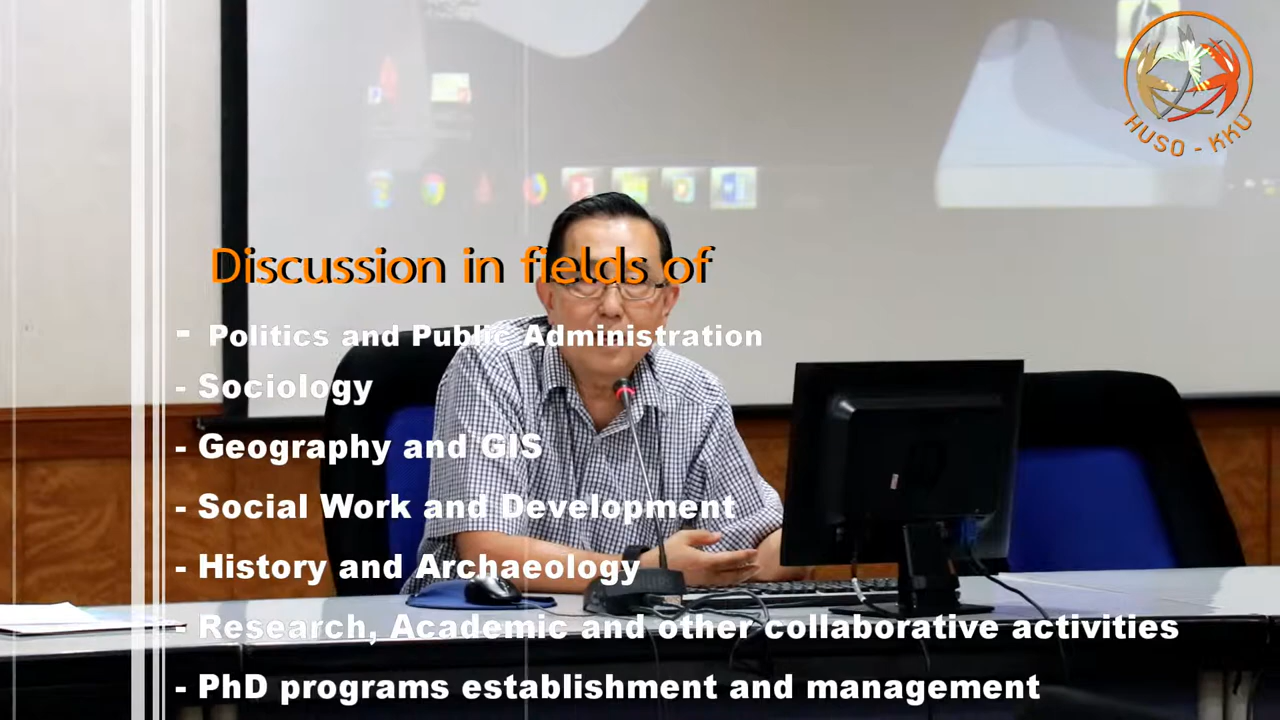 HUSO - KKU
Discussion in fields of
- Politics and Public Administration
- Sociology
- Geography and GIS
- Social Work and Development
- History and Archaeology
- Research, Academic and other collaborative activities
- PhD programs establishment and management